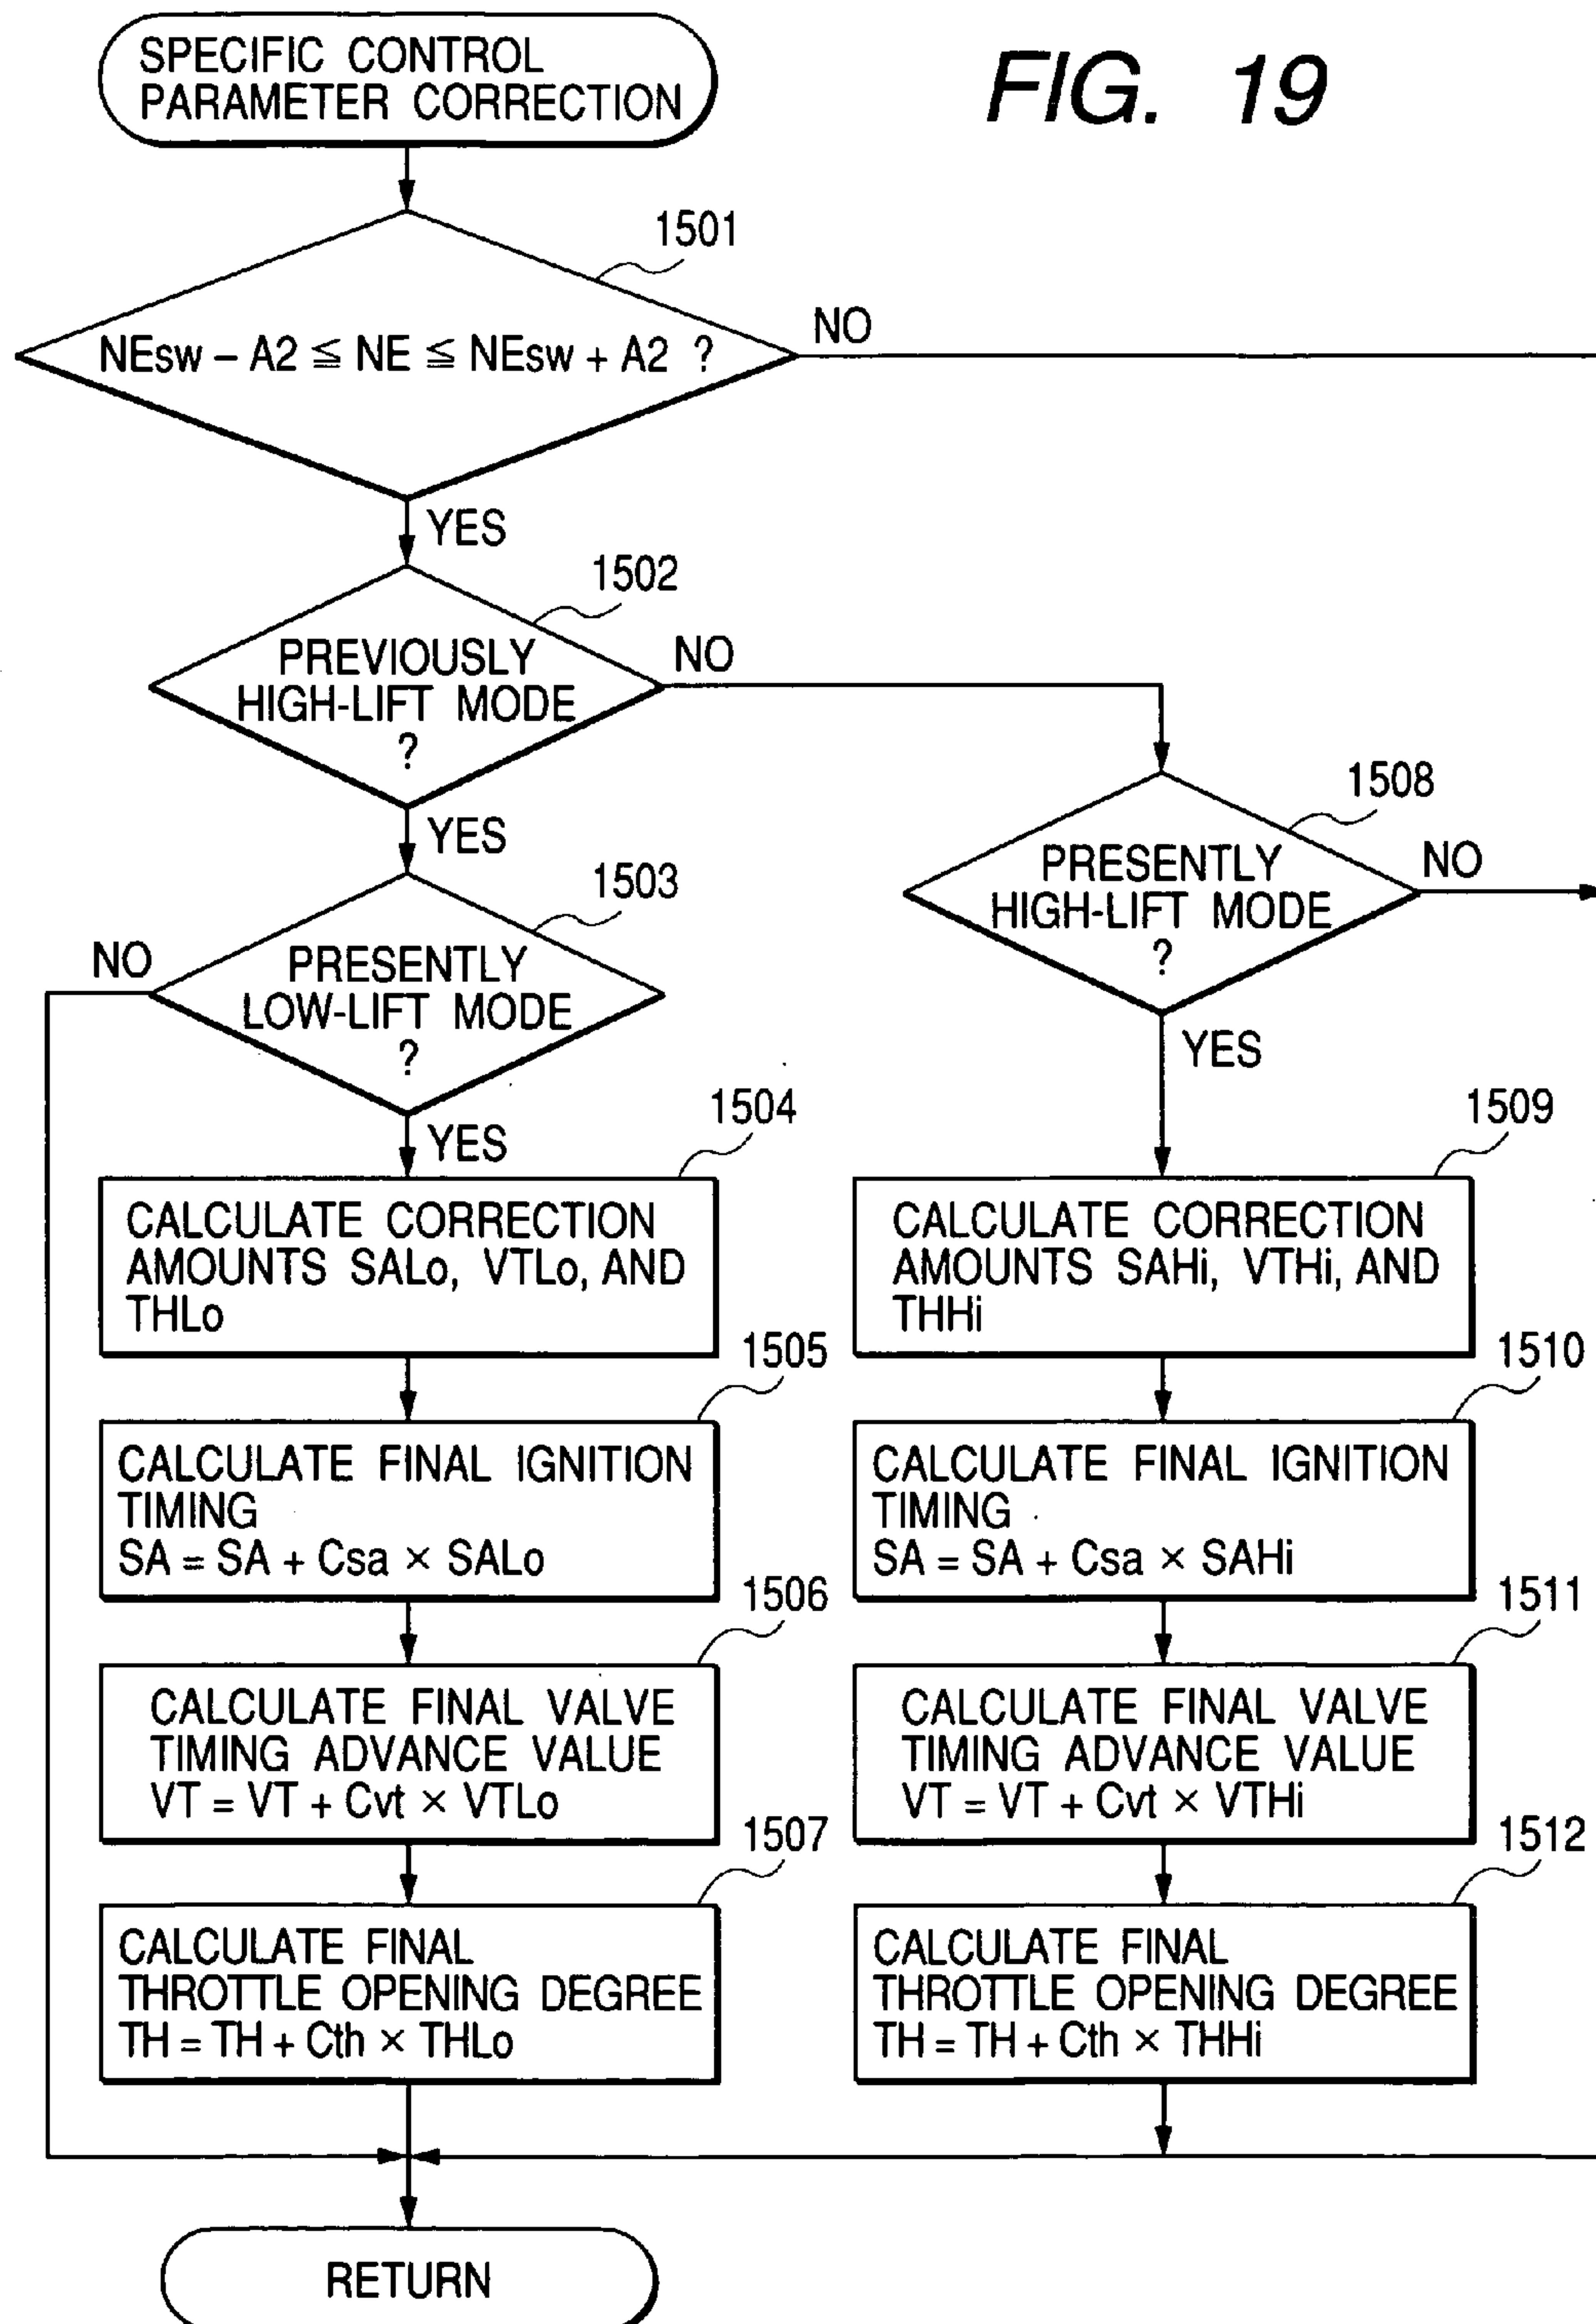 SPECIFIC CONTROL
PARAMETER CORRECTION
FIG. 19
1501
NEsw – A2 ≦ NE ≦ NEsw + A2 ?
NO
YES
1502
PREVIOUSLY
HIGH-LIFT MODE
?
NO
YES
1508
PRESENTLY
HIGH-LIFT MODE
?
NO
YES
1503
PRESENTLY
LOW-LIFT MODE
?
NO
YES
1504
CALCULATE CORRECTION
AMOUNTS SALo, VTLo, AND
THLo
1505
CALCULATE FINAL IGNITION
TIMING
SA = SA + Csa × SALo
1506
CALCULATE FINAL VALVE
TIMING ADVANCE VALUE
VT = VT + Cvt × VTLo
1507
CALCULATE FINAL
THROTTLE OPENING DEGREE
TH = TH + Cth × THLo
1509
CALCULATE CORRECTION
AMOUNTS SAHi, VTHi, AND
THHi
1510
CALCULATE FINAL IGNITION
TIMING
SA = SA + Csa × SAHi
1511
CALCULATE FINAL VALVE
TIMING ADVANCE VALUE
VT = VT + Cvt × VTHi
1512
CALCULATE FINAL
THROTTLE OPENING DEGREE
TH = TH + Cth × THHi
RETURN